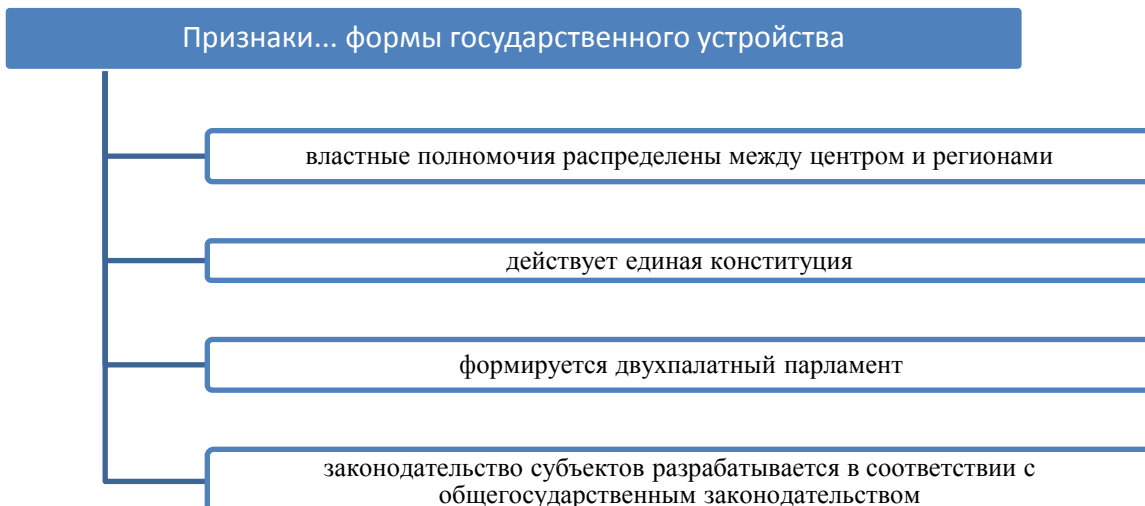 Признаки... формы государственного устройства
властные полномочия распределены между центром и регионами
действует единая конституция
формируется двухпалатный парламент
законодательство субъектов разрабатывается в соответствии с
общегосударственным законодательством